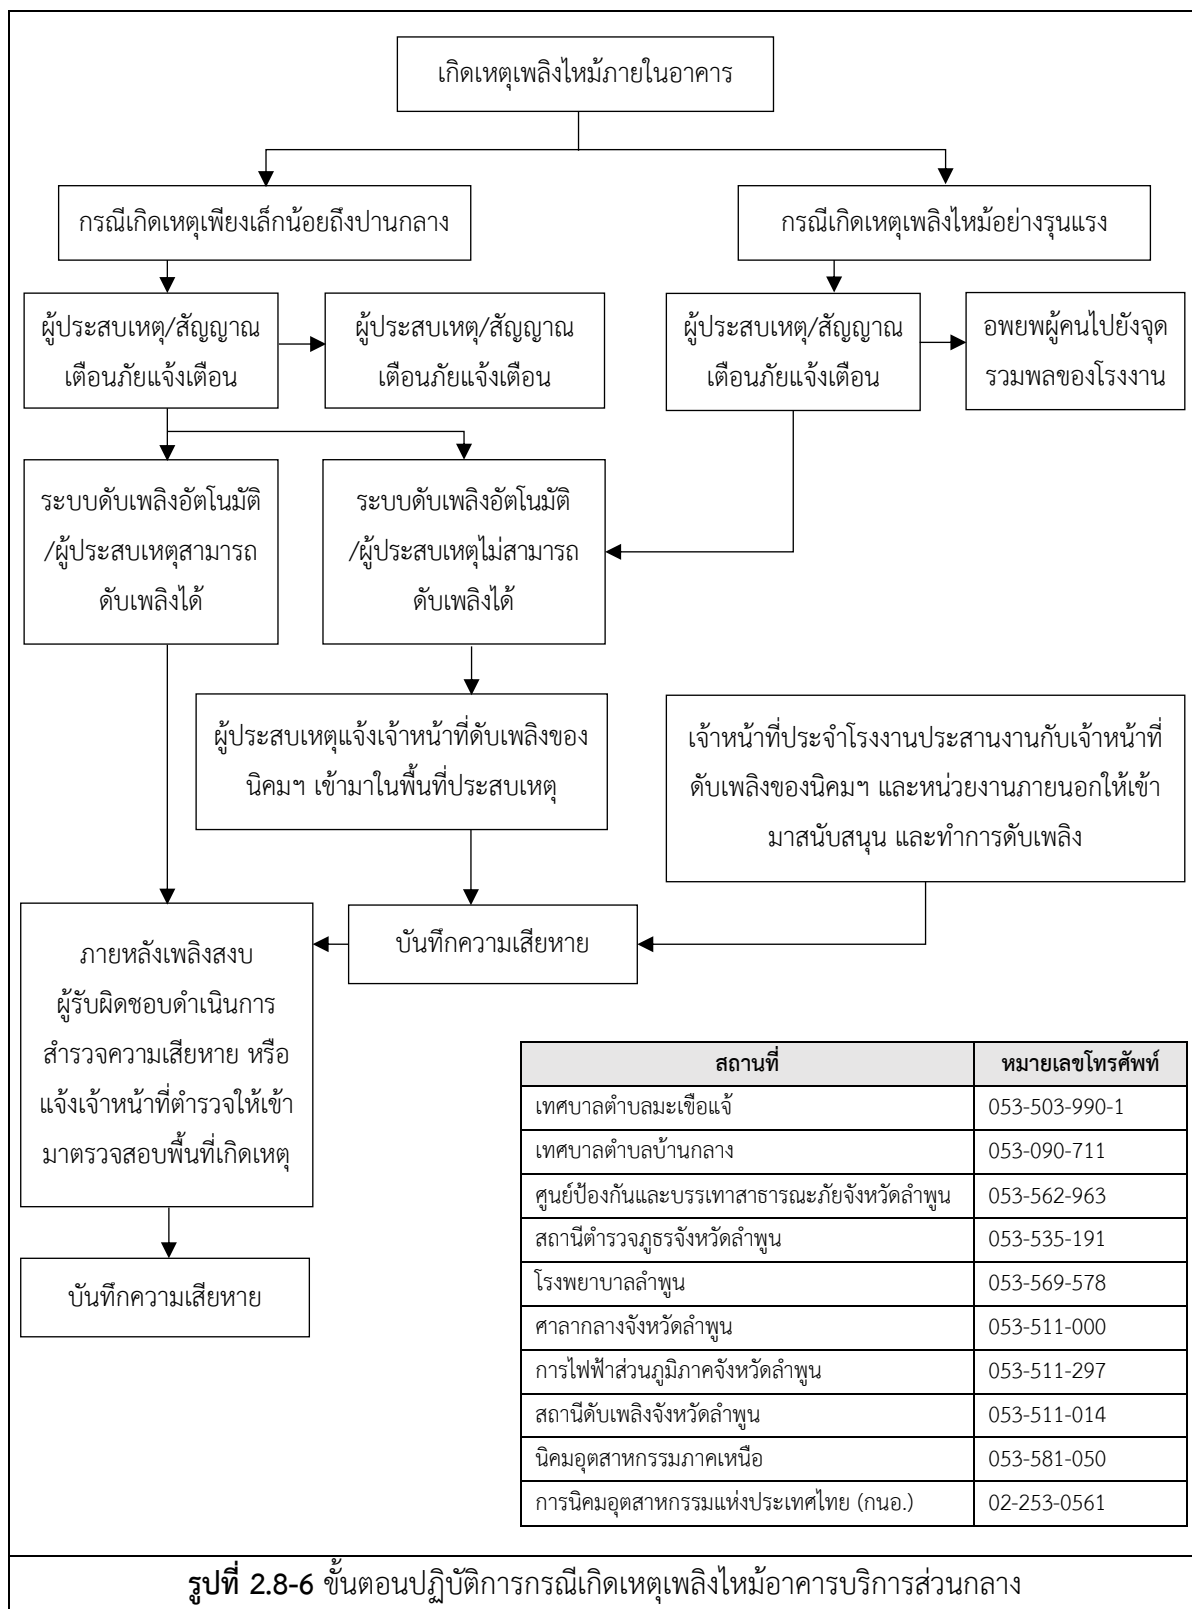 เกิดเหตุเพลิงไหม้ภายในอาคาร
กรณีเกิดเหตุเพียงเล็กน้อยถึงปานกลาง
กรณีเกิดเหตุเพลิงไหม้อย่างรุนแรง
ผู้ประสบเหตุ/สัญญาณ
เตือนภัยแจ้งเตือน
ผู้ประสบเหตุ/สัญญาณ
เตือนภัยแจ้งเตือน
ผู้ประสบเหตุ/สัญญาณ
เตือนภัยแจ้งเตือน
อพยพผู้คนไปยังจุด
รวมพลของโรงงาน
ระบบดับเพลิงอัตโนมัติ
/ผู้ประสบเหตุสามารถ
ดับเพลิงได้
ระบบดับเพลิงอัตโนมัติ
/ผู้ประสบเหตุไม่สามารถ
ดับเพลิงได้
ผู้ประสบเหตุแจ้งเจ้าหน้าที่ดับเพลิงของ
นิคมฯ เข้ามาในพื้นที่ประสบเหตุ
เจ้าหน้าที่ประจำโรงงานประสานงานกับเจ้าหน้าที่
ดับเพลิงของนิคมฯ และหน่วยงานภายนอกให้เข้า
มาสนับสนุน และทำการดับเพลิง
ภายหลังเพลิงสงบ
ผู้รับผิดชอบดำเนินการ
สำรวจความเสียหาย หรือ
แจ้งเจ้าหน้าที่ตำรวจให้เข้า
มาตรวจสอบพื้นที่เกิดเหตุ
บันทึกความเสียหาย
บันทึกความเสียหาย
สถานที่ หมายเลขโทรศัพท์
เทศบาลตำบลมะเขือแจ้ 053-503-990-1
เทศบาลตำบลบ้านกลาง 053-090-711
ศูนย์ป้องกันและบรรเทาสาธารณะภัยจังหวัดลำพูน 053-562-963
สถานีตำรวจภูธรจังหวัดลำพูน 053-535-191
โรงพยาบาลลำพูน 053-569-578
ศาลากลางจังหวัดลำพูน 053-511-000
การไฟฟ้าส่วนภูมิภาคจังหวัดลำพูน 053-511-297
สถานีดับเพลิงจังหวัดลำพูน 053-511-014
นิคมอุตสาหกรรมภาคเหนือ 053-581-050
การนิคมอุตสาหกรรมแห่งประเทศไทย (กนอ.) 02-253-0561
รูปที่ 2.8-6 ขั้นตอนปฏิบัติการกรณีเกิดเหตุเพลิงไหม้อาคารบริการส่วนกลาง